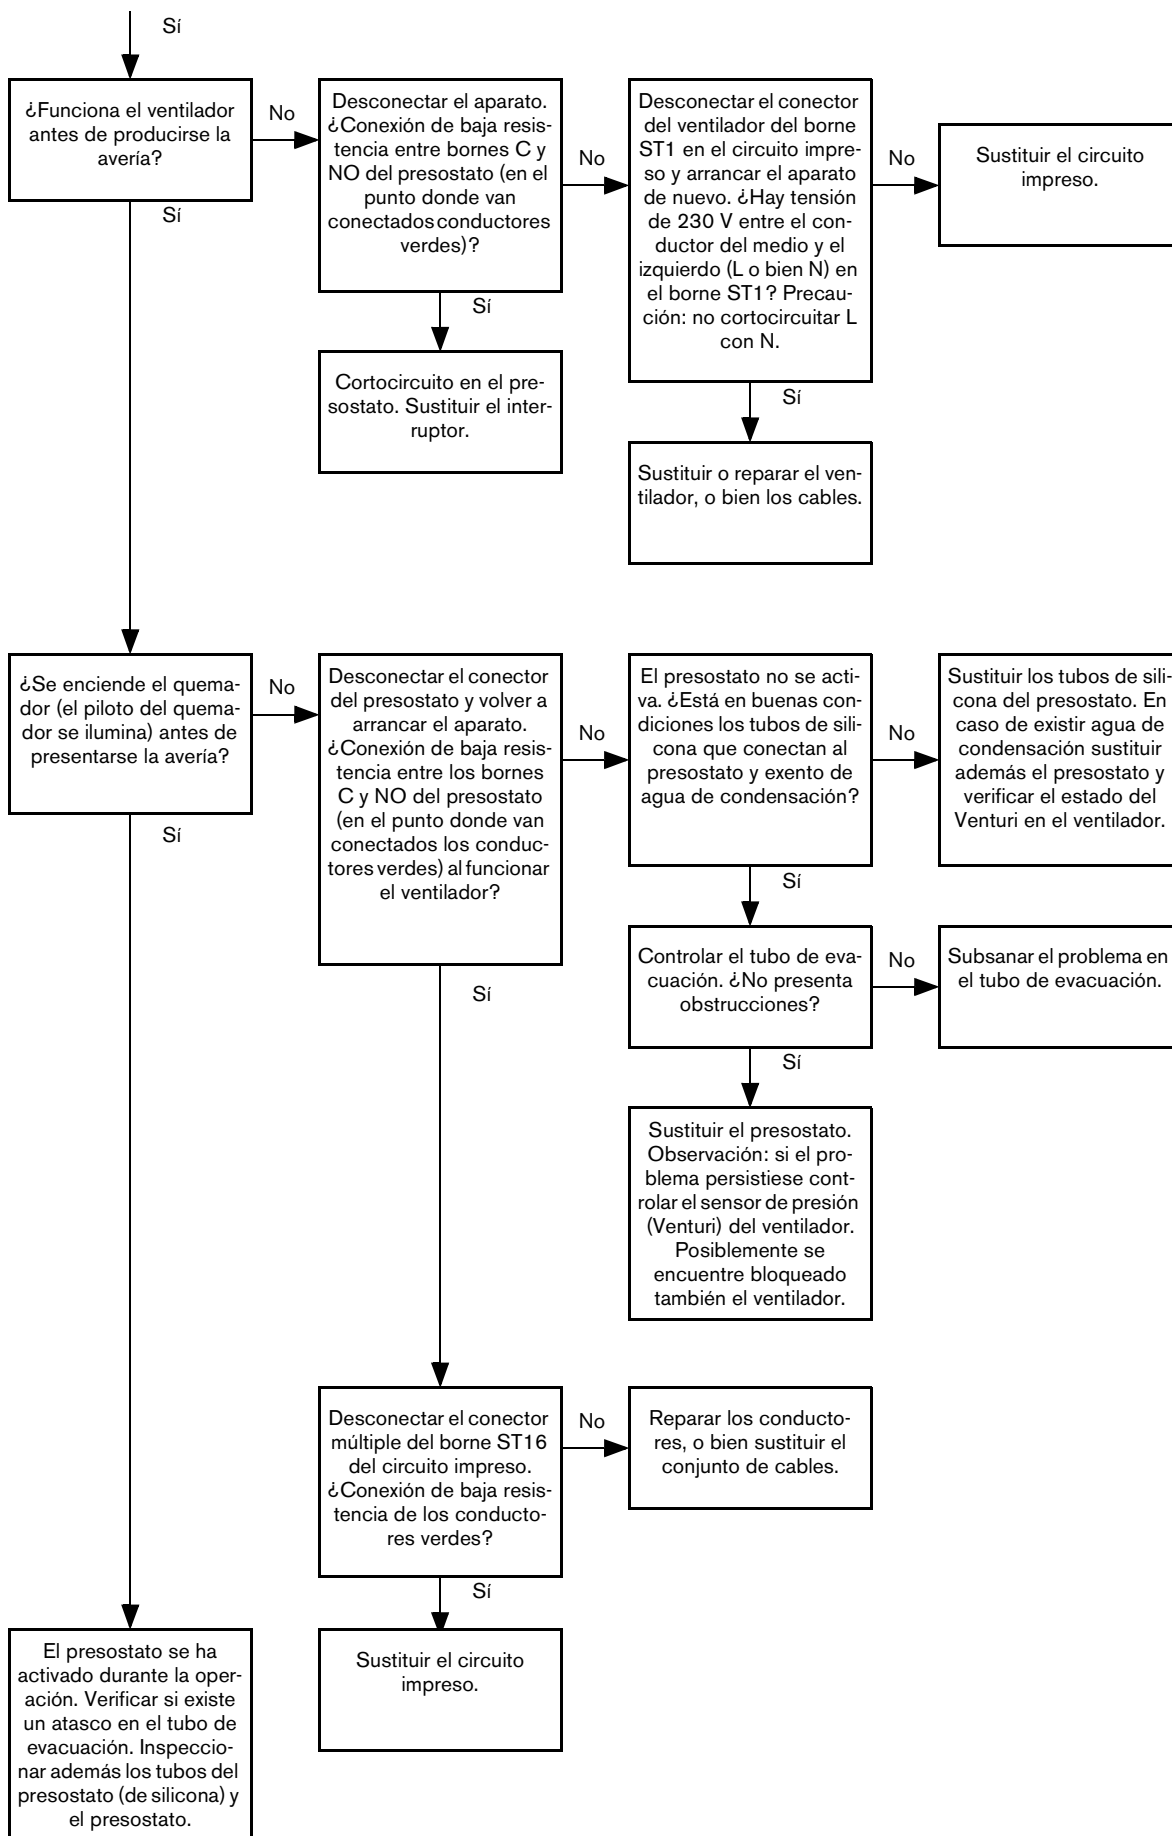 Sí
¿Funciona el ventilador
antes de producirse la
avería?
No
Sí
Desconectar el aparato.
¿Conexión de baja resis-
tencia entre bornes C y
NO del presostato (en el
punto donde van
conectados conductores
verdes)?
No
Sí
Desconectar el conector
del ventilador del borne
ST1 en el circuito impre-
so y arrancar el aparato
de nuevo. ¿Hay tensión
de 230 V entre el con-
ductor del medio y el
izquierdo (L o bien N) en
el borne ST1? Precau-
ción: no cortocircuitar L
con N.
No
Sí
Sustituir el circuito
impreso.
Cortocircuito en el pre-
sostato. Sustituir el inter-
ruptor.
Sustituir o reparar el ven-
tilador, o bien los cables.
¿Se enciende el quema-
dor (el piloto del quema-
dor se ilumina) antes de
presentarse la avería?
No
Sí
Desconectar el conector
del presostato y volver a
arrancar el aparato.
¿Conexión de baja resis-
tencia entre los bornes
C y NO del presostato
(en el punto donde van
conectados los conduc-
tores verdes) al funcionar
el ventilador?
No
Sí
El presostato no se acti-
va. ¿Está en buenas con-
diciones los tubos de sili-
cona que conectan al
presostato y exento de
agua de condensación?
No
Sí
Sustituir los tubos de sili-
cona del presostato. En
caso de existir agua de
condensación sustituir
además el presostato y
verificar el estado del
Venturi en el ventilador.
Controlar el tubo de eva-
cuación. ¿No presenta
obstrucciones?
No
Sí
Subsanar el problema en
el tubo de evacuación.
Sustituir el presostato.
Observación: si el pro-
blema persistiese cont-
rolar el sensor de presión
(Venturi) del ventilador.
Posiblemente se
encuentre bloqueado
también el ventilador.
Desconectar el conector
múltiple del borne ST16
del circuito impreso.
¿Conexión de baja resis-
tencia de los conducto-
res verdes?
No
Sí
Reparar los conducto-
res, o bien sustituir el
conjunto de cables.
El presostato se ha
activado durante la oper-
ación. Verificar si existe
un atasco en el tubo de
evacuación. Inspeccio-
nar además los tubos del
presostato (de silicona) y
el presostato.
Sustituir el circuito
impreso.